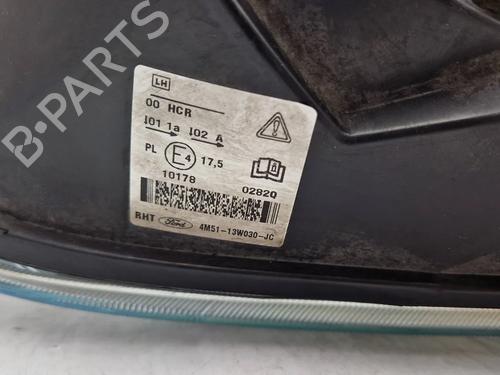 B-PARTS
LH
00 HCR
I01 1a I02 A
PL E4 17,5
10178 0282Q
RHT Ford 4M51-13W030-JC